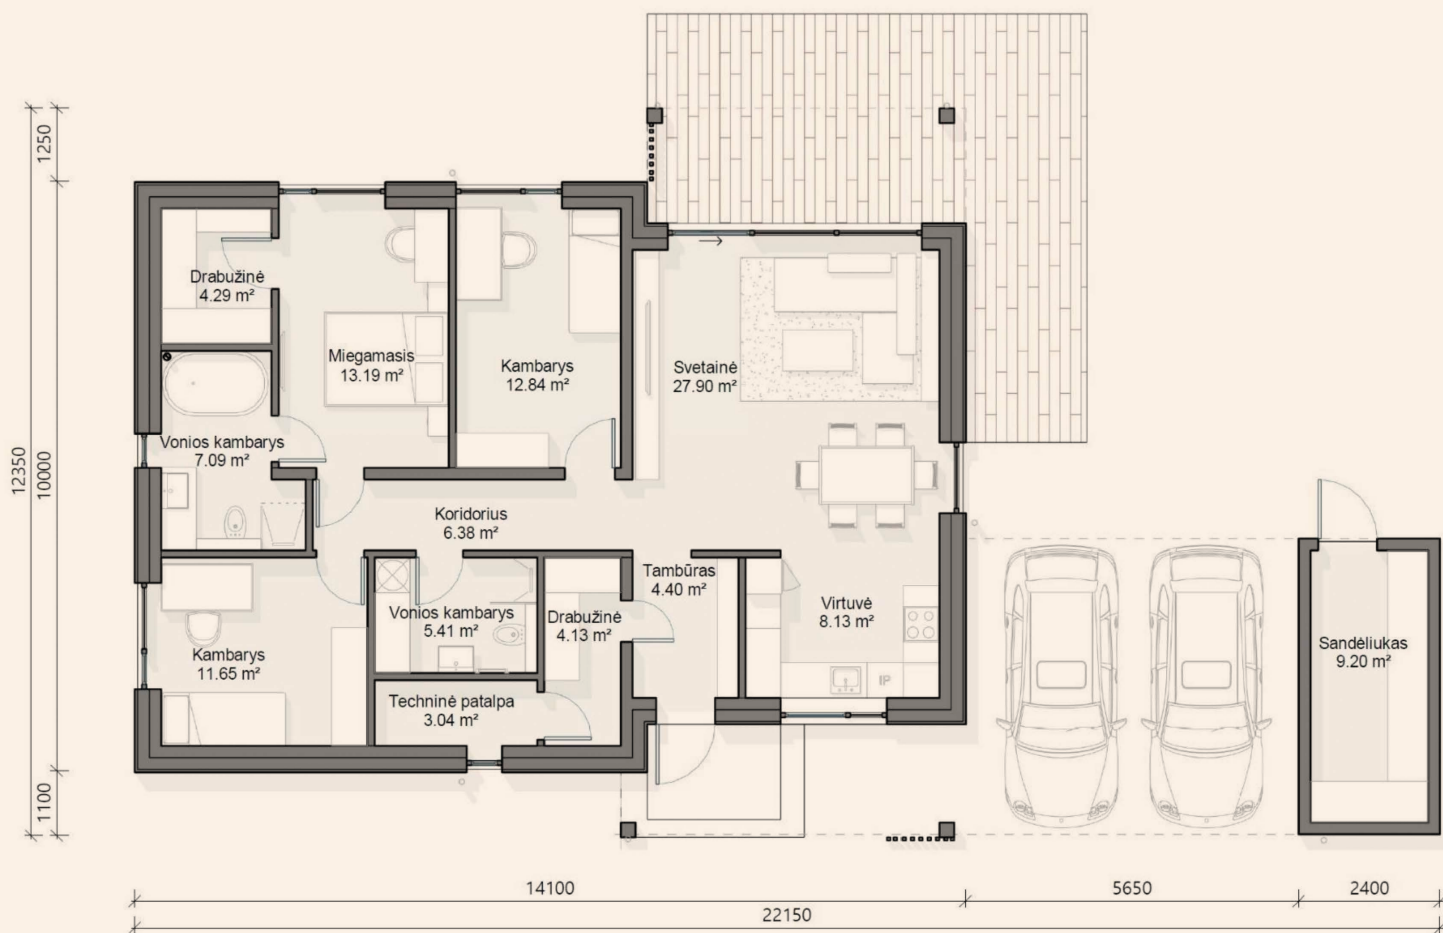 1250
Drabužinė
4.29 m²
Miegamasis
13.19 m²
Kambarys
12.84 m²
Svetainė
27.90 m²
Vonios kambarys
7.09 m²
12350
10000
Koridorius
6.38 m²
Tambūras
4.40 m²
Vonios kambarys
5.41 m²
Drabužinė
4.13 m²
Virtuvė
8.13 m²
Kambarys
11.65 m²
Sandėliukas
9.20 m²
IP
Techninė patalpa
3.04 m²
1100
14100
5650
2400
22150